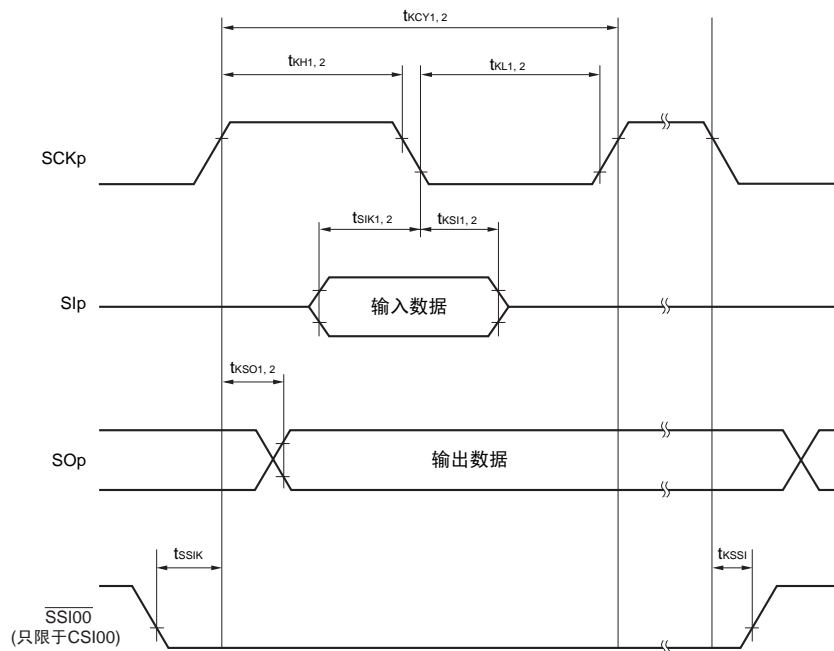 tKCY1, 2
tKH1, 2
tKL1, 2
SCKp
tSIK1, 2
tKSI1, 2
SIp
输入数据
tKSO1, 2
SOp
输出数据
tSSIK
tKSSI
SSI00
(只限于CSI00)